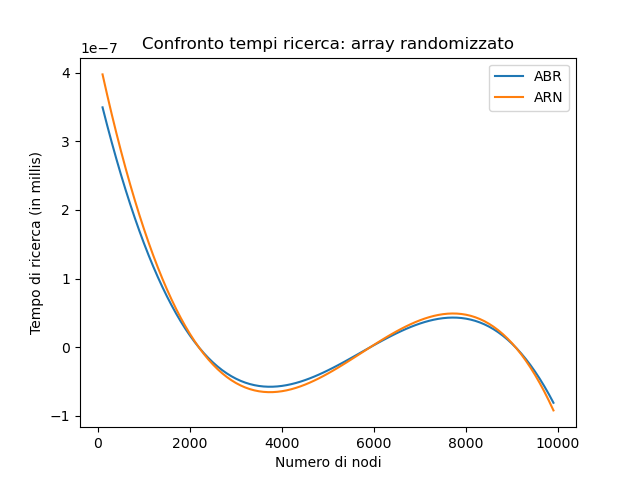 Confronto tempi ricerca: array randomizzato
1e−7
ABR
ARN
4
3
2
1
0
−1
Tempo di ricerca (in millis)
0
2000
4000
6000
8000
10000
Numero di nodi